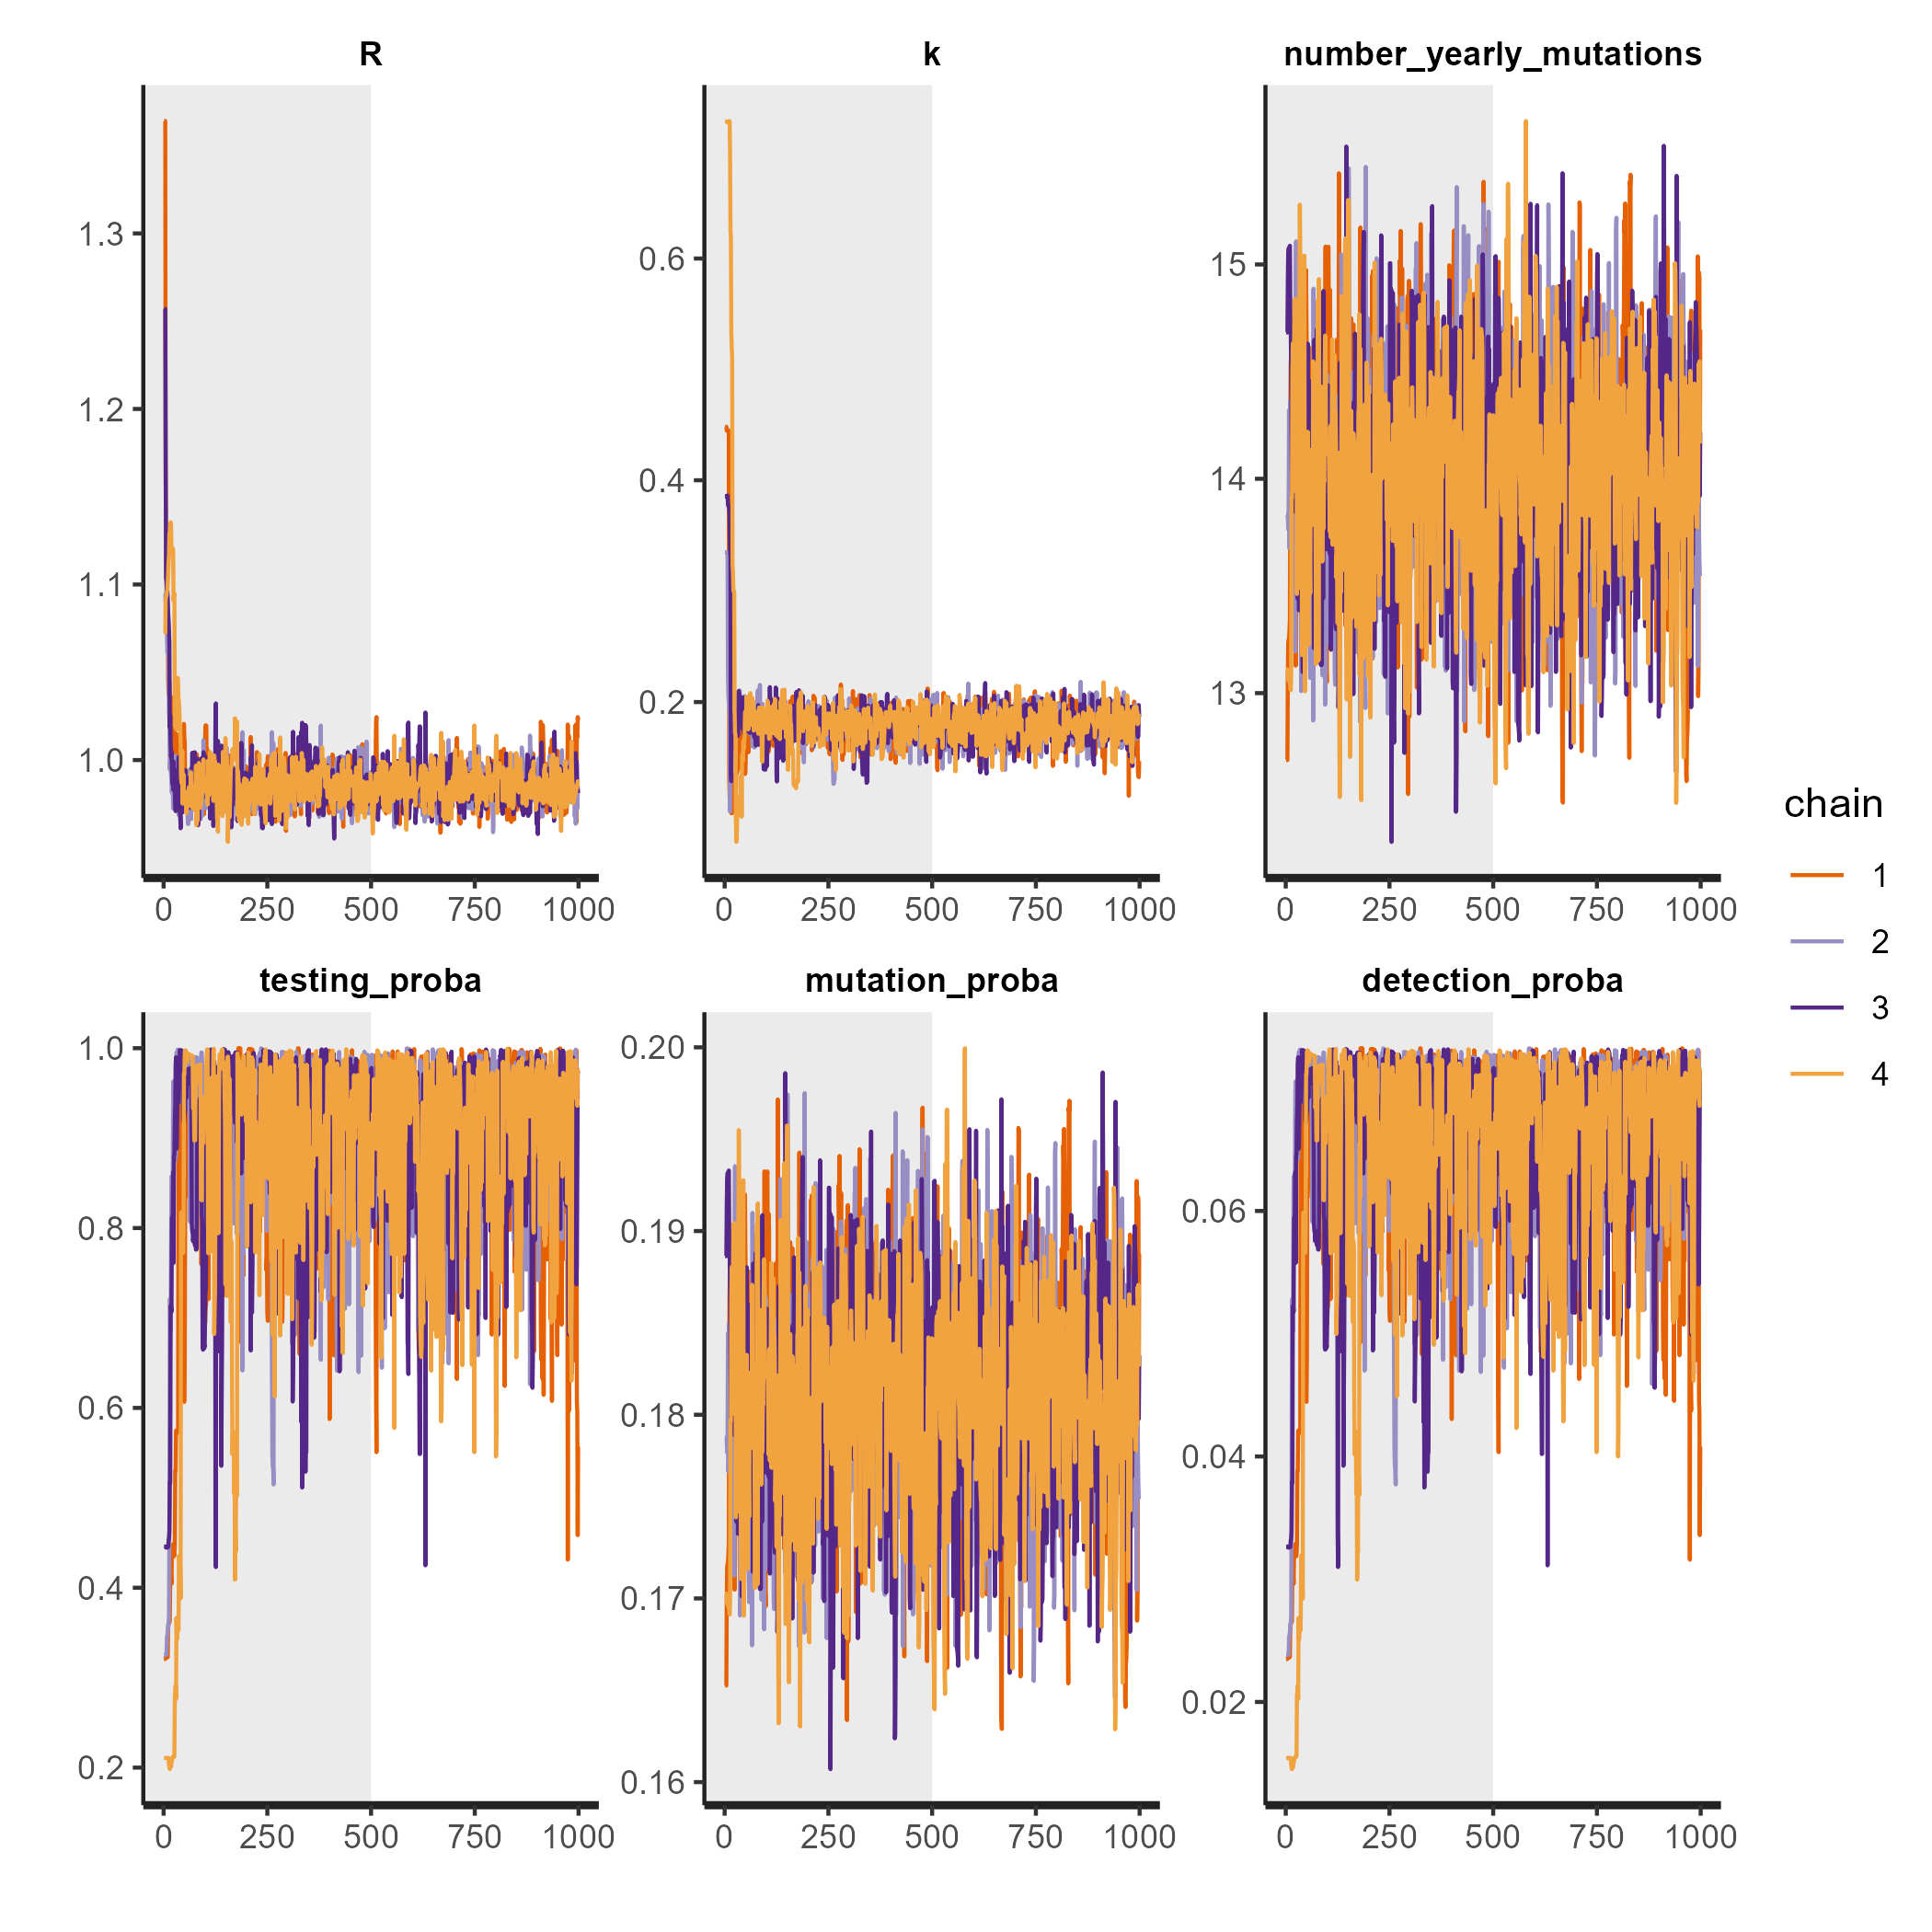 R
k
number_yearly_mutations
1.3
1.2
1.1
1.0
0 250 500 750 1000
0.6
0.4
0.2
0 250 500 750 1000
15
14
13
0 250 500 750 1000
testing_proba
mutation_proba
detection_proba
1.0
0.8
0.6
0.4
0.2
0 250 500 750 1000
0.20
0.19
0.18
0.17
0.16
0 250 500 750 1000
0.06
0.04
0.02
0 250 500 750 1000
chain
1
2
3
4